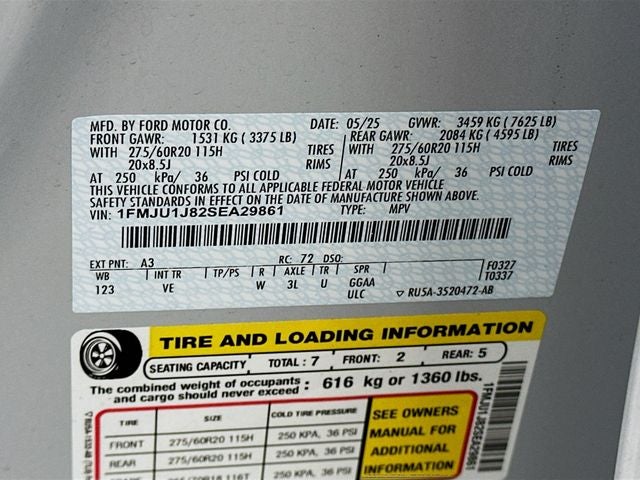 MFD. BY FORD MOTOR CO. DATE: 05/25 GVWR: 3459 KG ( 7625 LB)
FRONT GAWR: 1531 KG ( 3375 LB) REAR GAWR: 2084 KG ( 4595 LB)
WITH 275/60R20 115H TIRES WITH 275/60R20 115H TIRES
20x8.5J RIMS 20x8.5J RIMS
AT 250 kPa/ 36 PSI COLD AT 250 kPa/ 36 PSI COLD
THIS VEHICLE CONFORMS TO ALL APPLICABLE FEDERAL MOTOR VEHICLE
SAFETY STANDARDS IN EFFECT ON THE DATE OF MANUFACTURE SHOWN ABOVE.
VIN: 1FMJU1J82SEA29861 TYPE: MPV
EXT PNT: A3 RC: 72 DSO: F0327
WB INT TR TP/PS R AXLE TR SPR T0337
123 VE W 3L U GGAA
ULC ▽ RU5A-3520472-AB
TIRE AND LOADING INFORMATION
SEATING CAPACITY TOTAL : 7 FRONT: 2 REAR: 5
The combined weight of occupants and cargo should never exceed : 616 kg or 1360 lbs.
TIRE SIZE COLD TIRE PRESSURE
FRONT 275/60R20 115H 250 KPA, 36 PSI
REAR 275/60R20 115H 250 KPA, 36 PSI
SEE OWNERS
MANUAL FOR
ADDITIONAL
INFORMATION
1FMJU1J82SEA29861